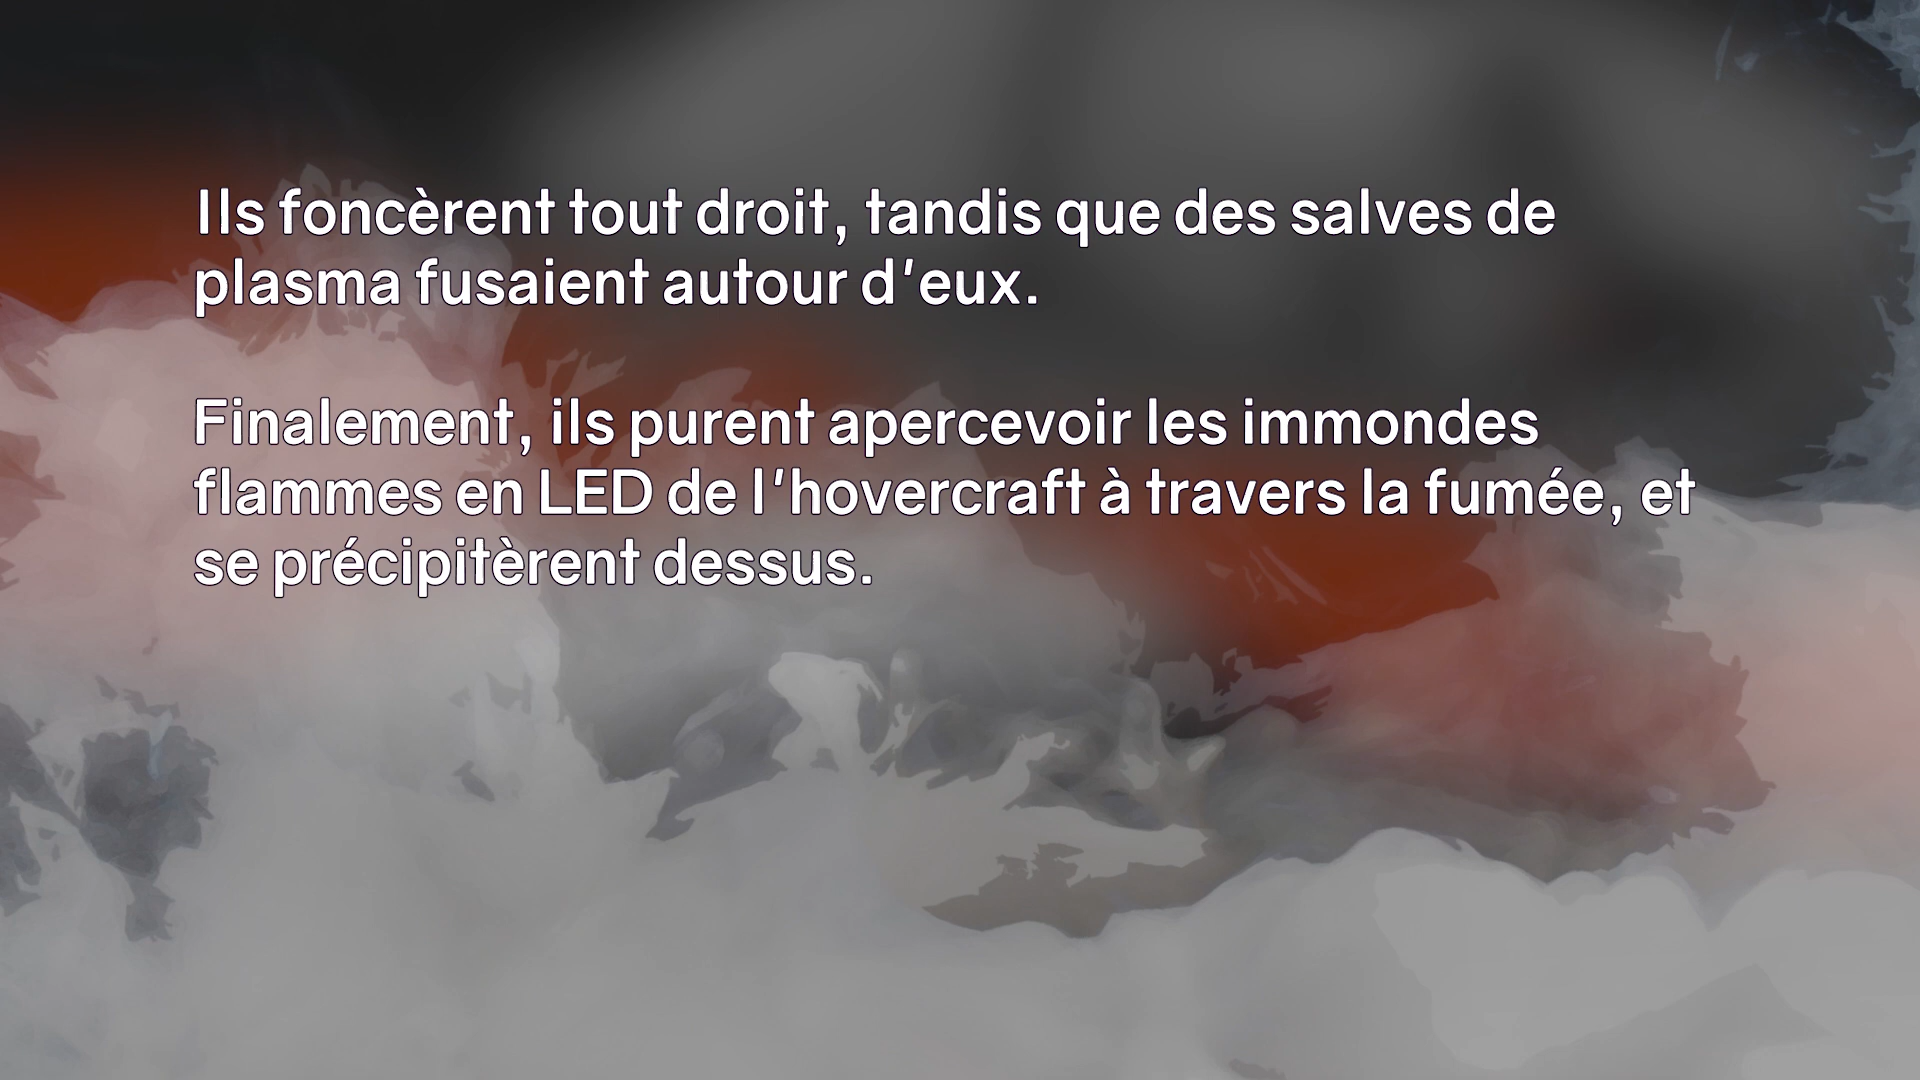 Ils foncèrent tout droit, tandis que des salves de
plasma fusaient autour d'eux.
Finalement, ils purent apercevoir les immondes
flammes en LED de l'hovercraft à travers la fumée, et
se précipitèrent dessus.